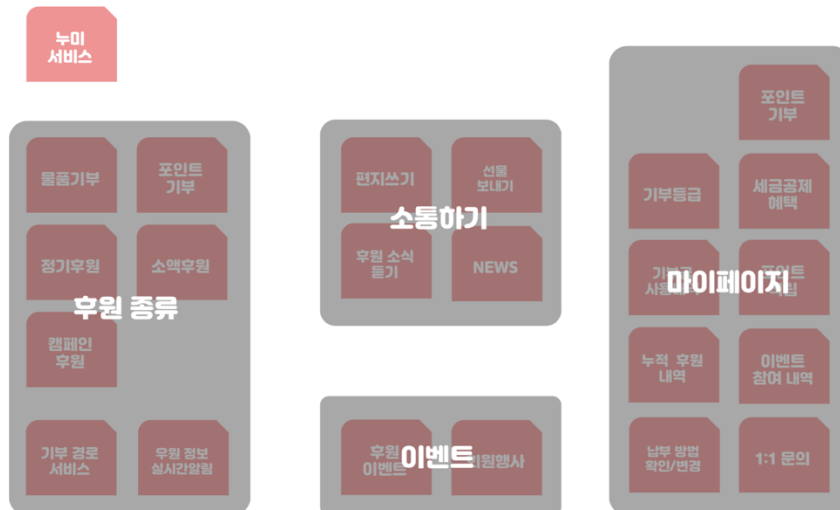 누미
서비스
물품기부
포인트
기부
정기후원
소액후원
후원 종류
캠페인
후원
기부 경로
서비스
우원 정보
실시간알림
편지쓰기
선물
보내기
소통하기
후원 소식
듣기
NEWS
후원
이벤트
이벤트
포인트
기부
기부등급
세금공제
혜택
마이페이지
누적 후원
내역
이벤트
참여 내역
납부 방법
확인/변경
1:1 문의